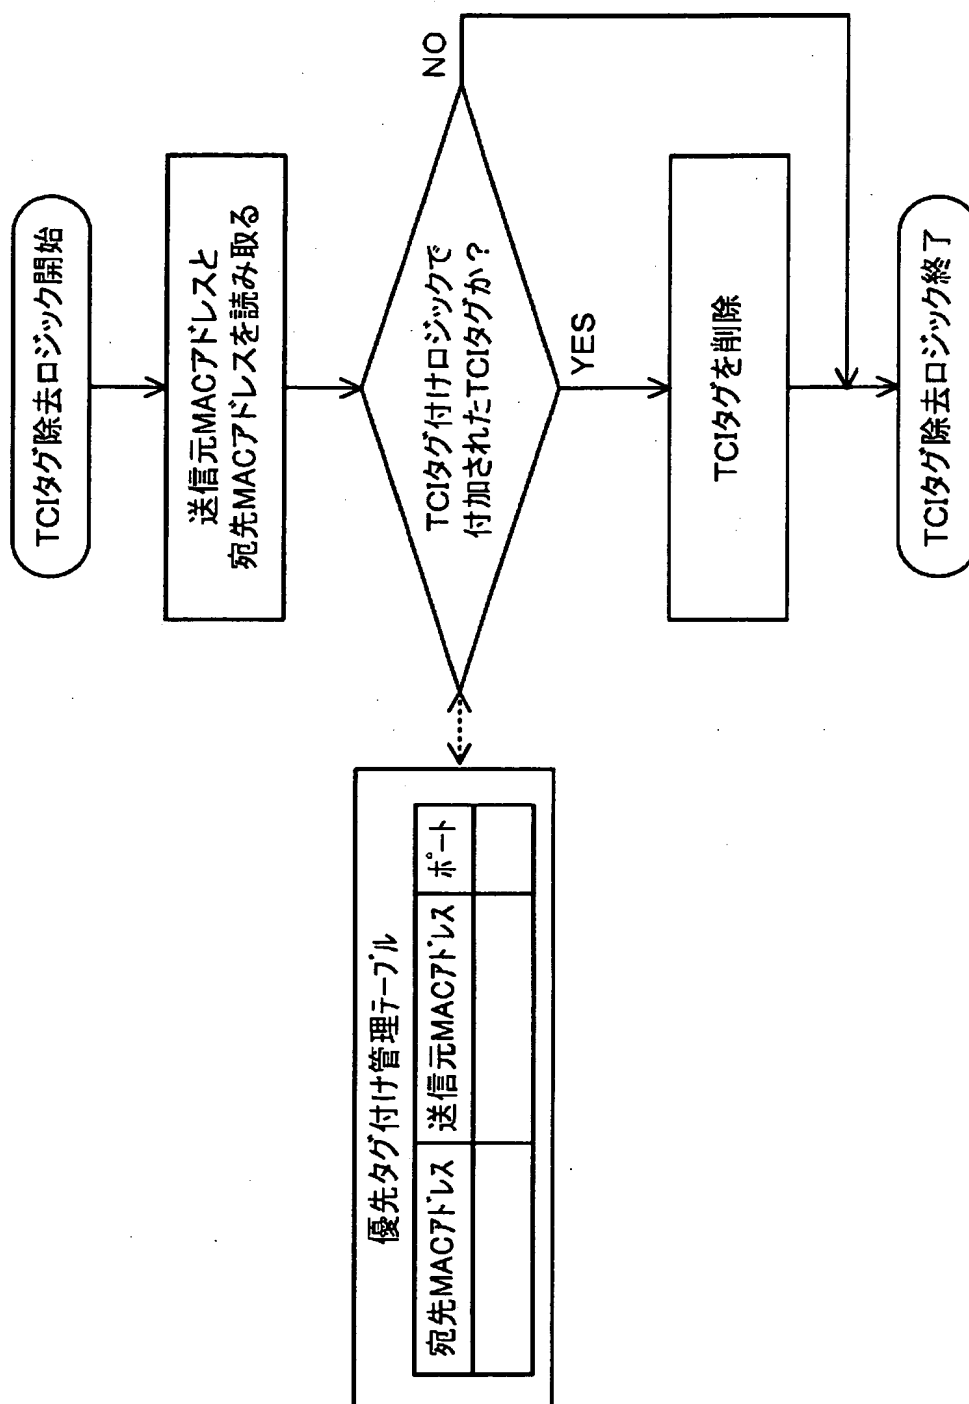 TCIタグ除去ロジック開始
送信元MACアドレスと
宛先MACアドレスを読み取る
TCIタグ付けロジックで
付加されたTCIタグか？
NO
YES
TCIタグを削除
TCIタグ除去ロジック終了
優先タグ付け管理テーブル
宛先MACアドレス 送信元MACアドレス ポート